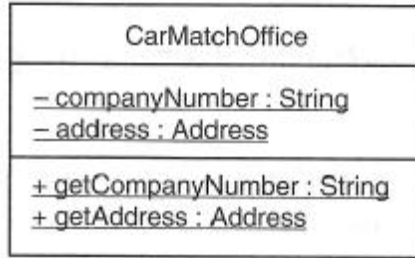 CarMatchOffice
– companyNumber : String
– address : Address
+ getCompanyNumber : String
+ getAddress : Address